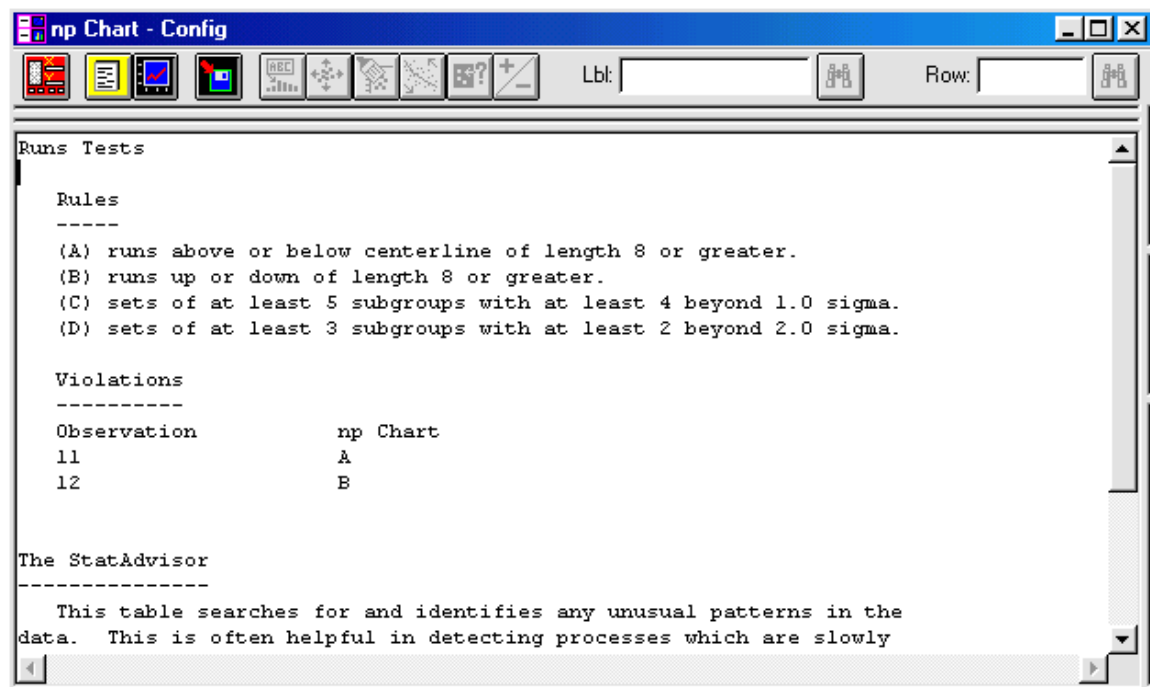 np Chart - Config
ABC
Lbl:
Row:
Runs Tests
Rules
-----
(A) runs above or below centerline of length 8 or greater.
(B) runs up or down of length 8 or greater.
(C) sets of at least 5 subgroups with at least 4 beyond 1.0 sigma.
(D) sets of at least 3 subgroups with at least 2 beyond 2.0 sigma.
Violations
----------
Observation np Chart
11 A
12 B
The StatAdvisor
---------------
This table searches for and identifies any unusual patterns in the
data. This is often helpful in detecting processes which are slowly